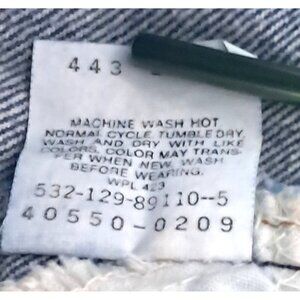 443
MACHINE WASH HOT
NORMAL CYCLE TUMBLE DRY
WASH AND DRY WITH LIKE
COLORS. COLOR MAY TRANS-
FER WHEN NEW. WASH
BEFORE WEARING.
WPL 423
532-129-89110--5
40550-0209